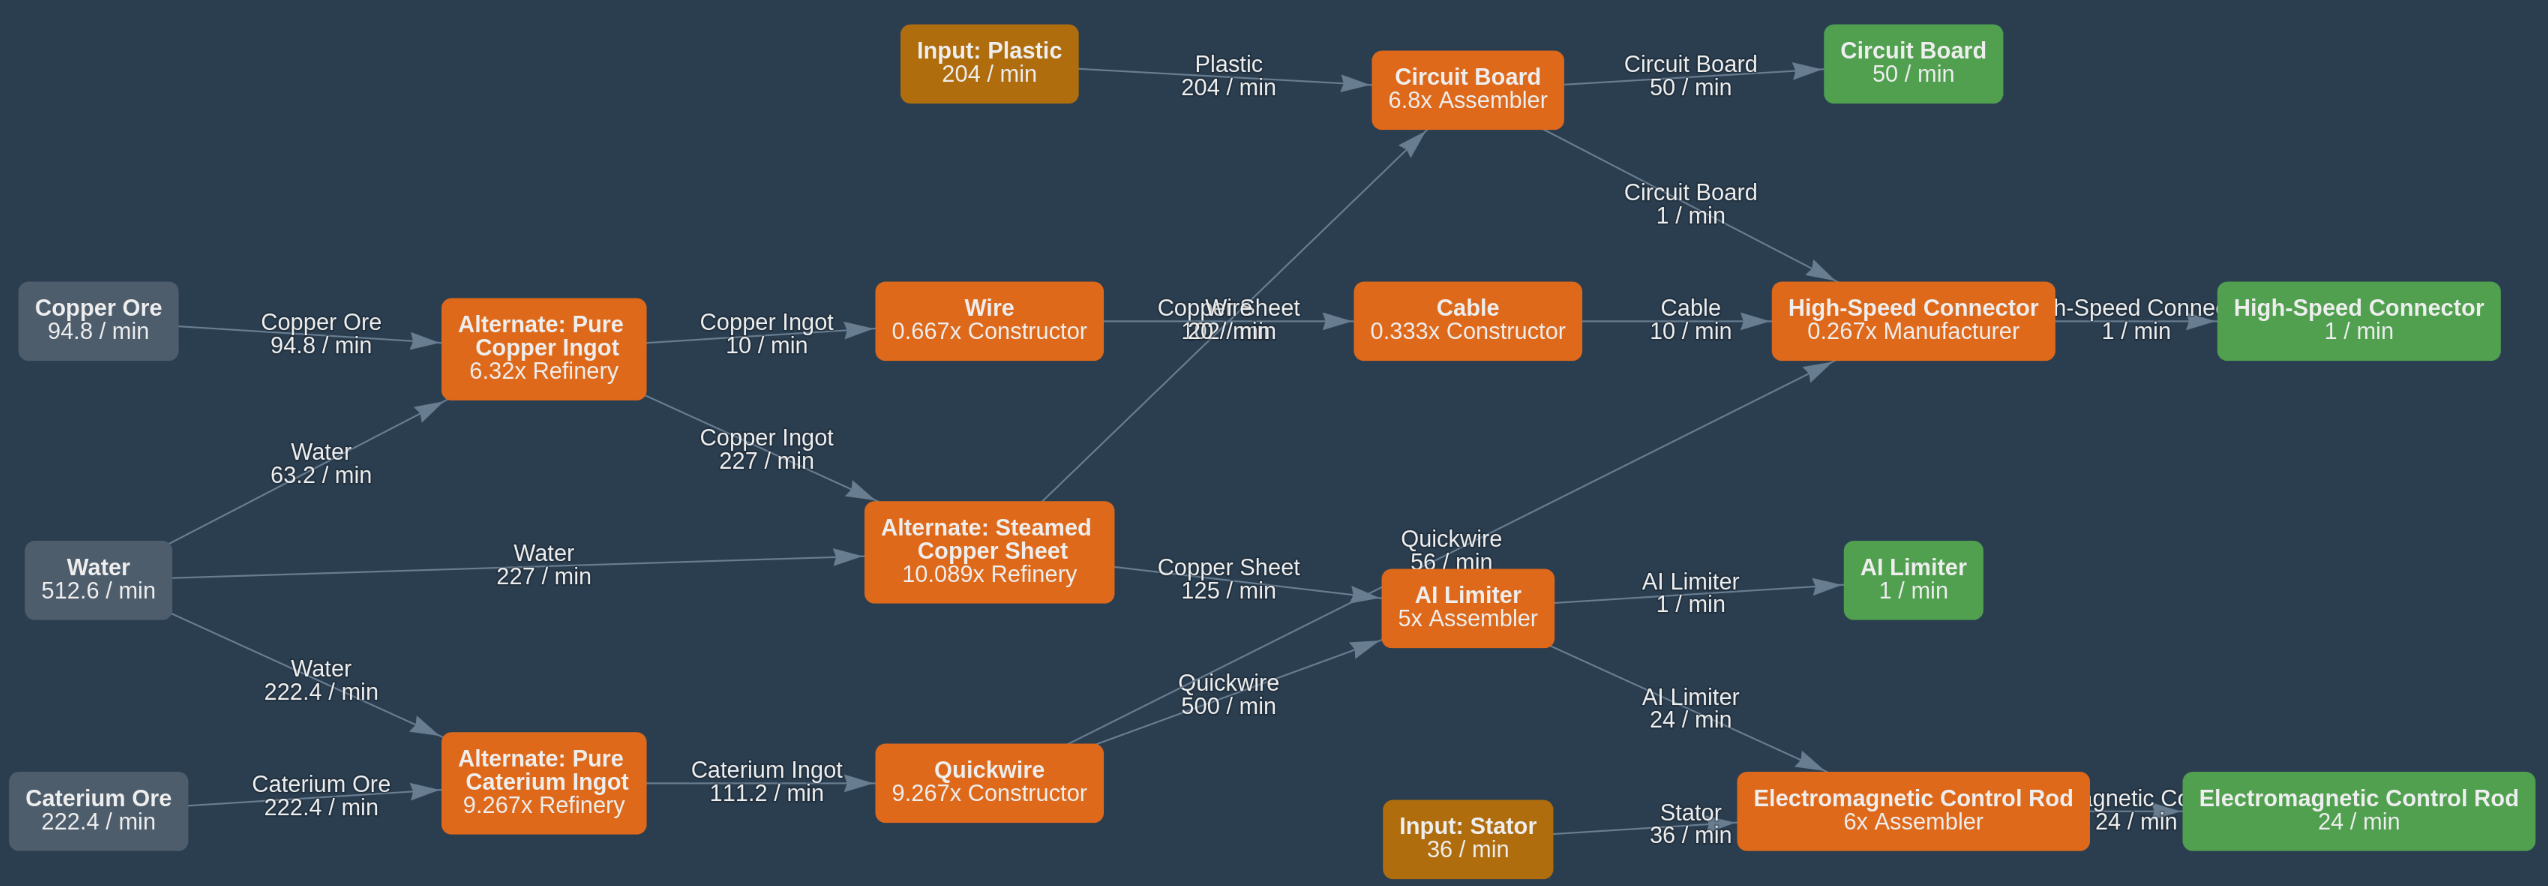 Input: Plastic
204 / min
Plastic
204 / min
Circuit Board
6.8x Assembler
Circuit Board
50 / min
Circuit Board
50 / min
Circuit Board
1 / min
Copper Ore
94.8 / min
Copper Ore
94.8 / min
Alternate: Pure
Copper Ingot
6.32x Refinery
Copper Ingot
10 / min
Wire
0.667x Constructor
Copper Sheet
Wire
/ min
Cable
0.333x Constructor
Cable
10 / min
High-Speed Connector
0.267x Manufacturer
h-Speed Connec
1 / min
High-Speed Connector
1 / min
Water
63.2 / min
Copper Ingot
227 / min
Water
512.6 / min
Water
227 / min
Alternate: Steamed
Copper Sheet
10.089x Refinery
Copper Sheet
125 / min
Quickwire
56 / min
AI Limiter
5x Assembler
AI Limiter
1 / min
AI Limiter
1 / min
Water
222.4 / min
Quickwire
500 / min
AI Limiter
24 / min
Caterium Ore
222.4 / min
Caterium Ore
222.4 / min
Alternate: Pure
Caterium Ingot
9.267x Refinery
Caterium Ingot
111.2 / min
Quickwire
9.267x Constructor
Input: Stator
36 / min
Stator
36 / min
Electromagnetic Control Rod
6x Assembler
agnetic Co
24 / min
Electromagnetic Control Rod
24 / min